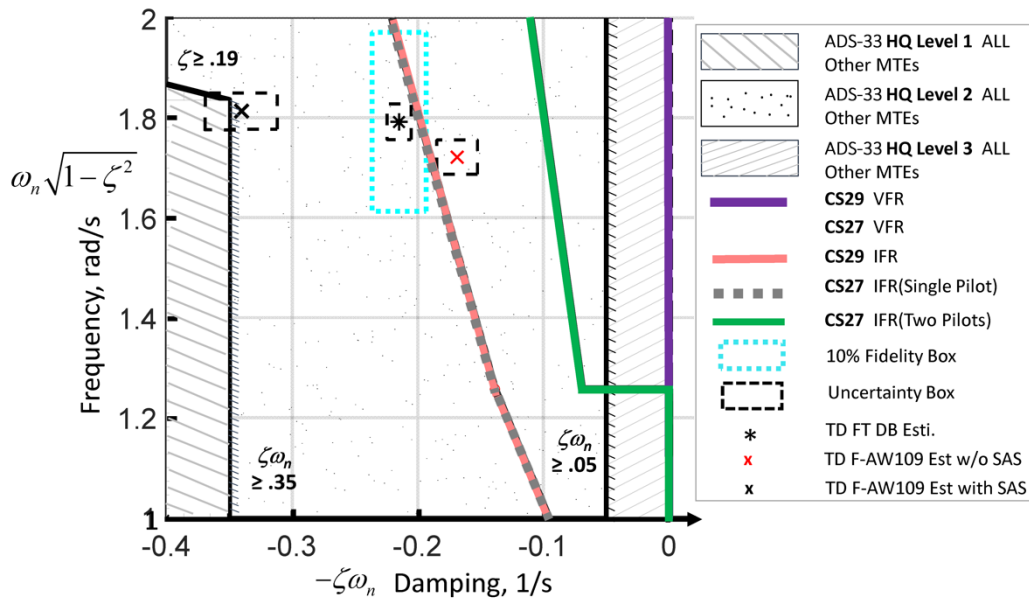 2
1.8
1.6
1.4
1.2
1
-0.4
-0.3
-0.2
-0.1
0
ωn√1−ζ²
Frequency, rad/s
−ζωn Damping, 1/s
ζ ≥ .19
ζωn
≥ .35
ζωn
≥ .05
ADS-33 HQ Level 1 ALL
Other MTEs
ADS-33 HQ Level 2 ALL
Other MTEs
ADS-33 HQ Level 3 ALL
Other MTEs
CS29 VFR
CS27 VFR
CS29 IFR
CS27 IFR(Single Pilot)
CS27 IFR(Two Pilots)
10% Fidelity Box
Uncertainty Box
TD FT DB Esti.
TD F-AW109 Est w/o SAS
TD F-AW109 Est with SAS